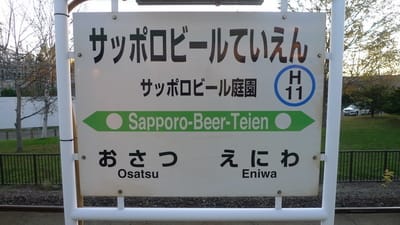 サッポロビールていえん
サッポロビール庭園
H
11
Sapporo-Beer-Teien
おさつ えにわ
Osatsu Eniwa